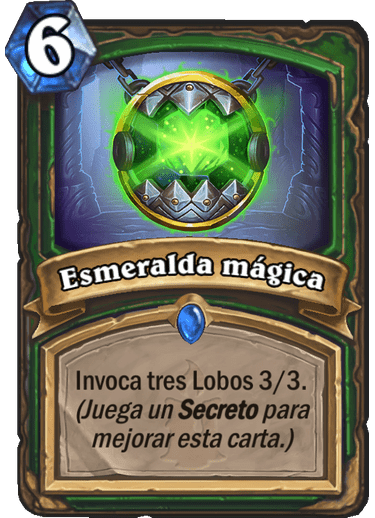 6
Esmeralda mágica
Invoca tres Lobos 3/3.
(Juega un Secreto para
mejorar esta carta.)